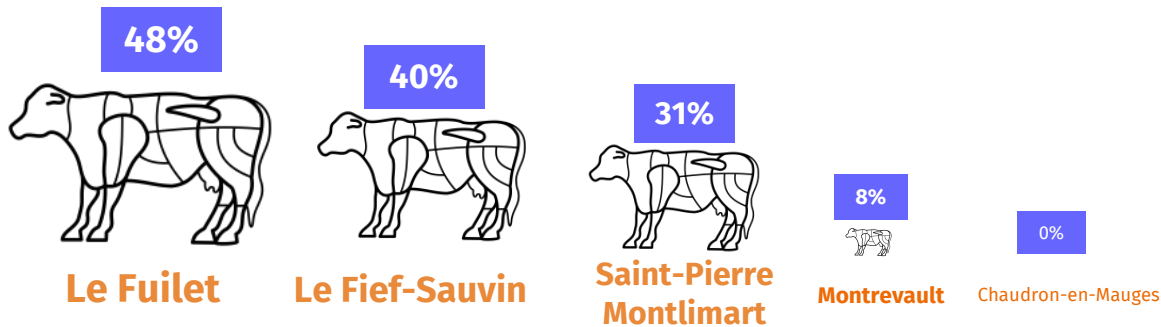 48%
Le Fuilet
40%
Le Fief-Sauvin
31%
Saint-Pierre
Montlimart
8%
Montrevault
0%
Chaudron-en-Mauges